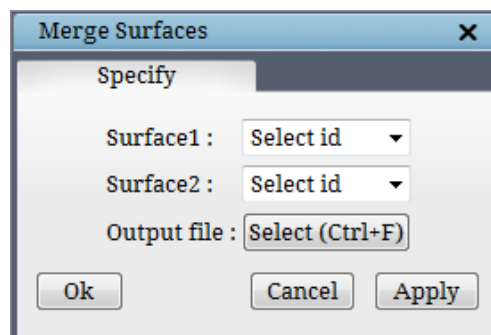 Merge Surfaces
Specify
Surface1 : Select id
Surface2 : Select id
Output file : Select (Ctrl+F)
Ok Cancel Apply